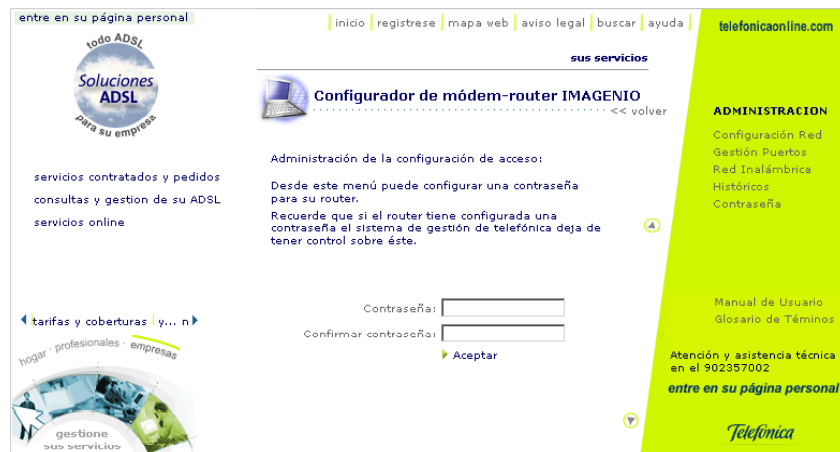 entre en su página personal
inicio registrese mapa web aviso legal buscar ayuda
telefonicaonline.com
todo ADSL
Soluciones
ADSL
para su empresa
sus servicios
Configurador de módem-router IMAGENIO
<< volver
servicios contratados y pedidos
consultas y gestion de su ADSL
servicios online
Administración de la configuración de acceso:
Desde este menú puede configurar una contraseña
para su router.
Recuerde que si el router tiene configurada una
contraseña el sistema de gestión de telefónica deja de
tener control sobre éste.
Contraseña:
Confirmar contraseña:
Aceptar
tarifas y coberturas y... n
hogar · profesionales · empresas
gestione
sus servicios
ADMINISTRACION
Configuración Red
Gestión Puertos
Red Inalámbrica
Históricos
Contraseña
Manual de Usuario
Glosario de Téminos
Atención y asistencia técnica
en el 902357002
entre en su página personal
Telefónica